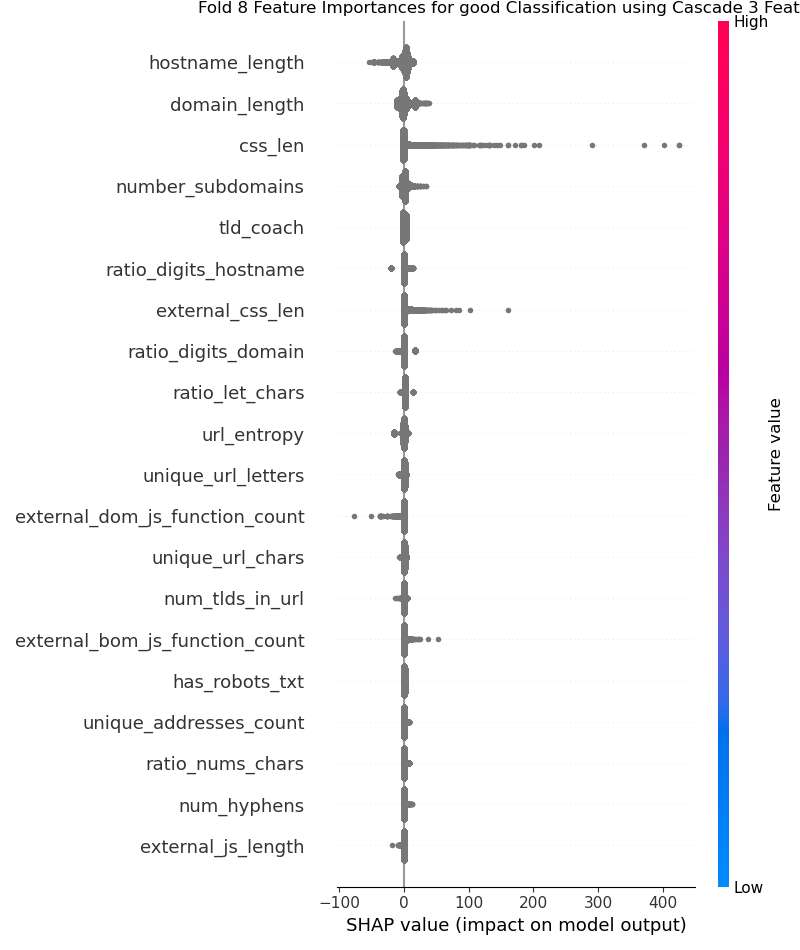 Fold 8 Feature Importances for good Classification using Cascade 3 Feat
High
hostname_length
domain_length
css_len
number_subdomains
tld_coach
ratio_digits_hostname
external_css_len
ratio_digits_domain
ratio_let_chars
url_entropy
unique_url_letters
external_dom_js_function_count
unique_url_chars
num_tlds_in_url
external_bom_js_function_count
has_robots_txt
unique_addresses_count
ratio_nums_chars
num_hyphens
external_js_length
Feature value
Low
−100 0 100 200 300 400
SHAP value (impact on model output)